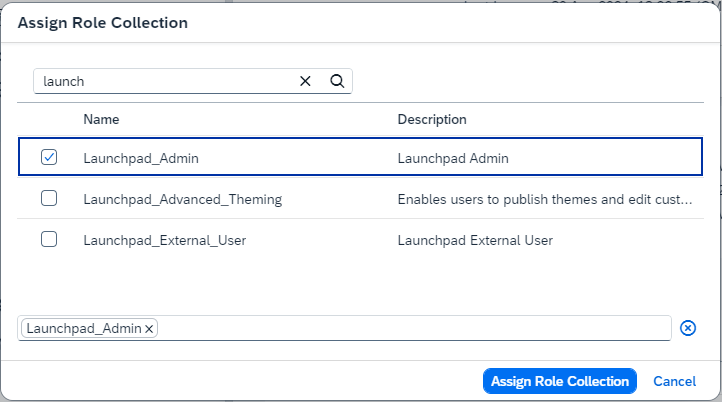 Assign Role Collection
launch
Name Description
Launchpad_Admin Launchpad Admin
Launchpad_Advanced_Theming Enables users to publish themes and edit cust...
Launchpad_External_User Launchpad External User
Launchpad_Admin
Assign Role Collection Cancel